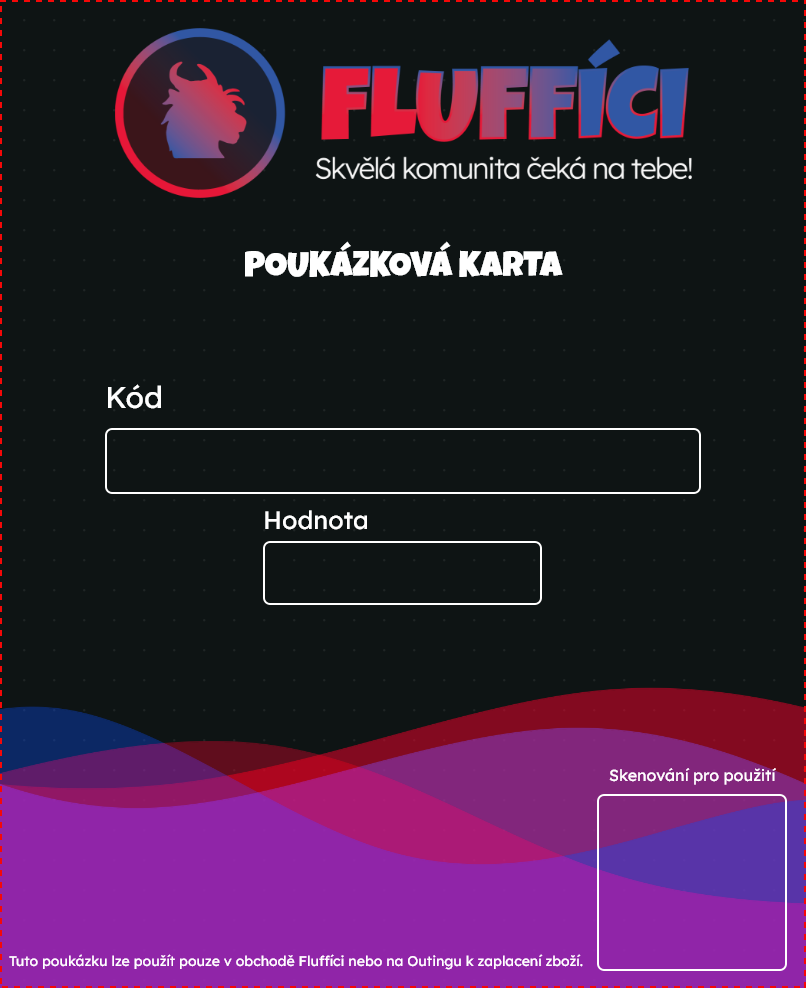 FLUFFÍCI
Skvělá komunita čeká na tebe!
POUKÁZKOVÁ KARTA
Kód
Hodnota
Skenování pro použití
Tuto poukázku lze použít pouze v obchodě Fluffíci nebo na Outingu k zaplacení zboží.